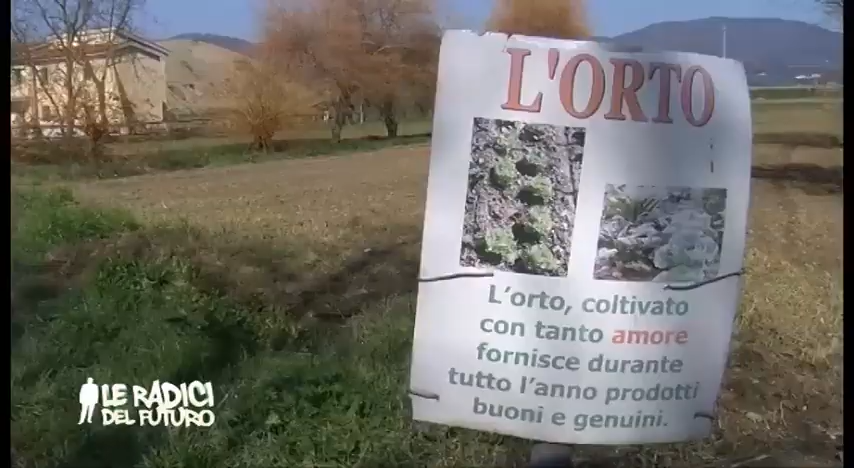 L'ORTO
L'orto, coltivato
con tanto amore
fornisce durante
tutto l'anno prodotti
buoni e genuini.
LE RADICI
DEL FUTURO